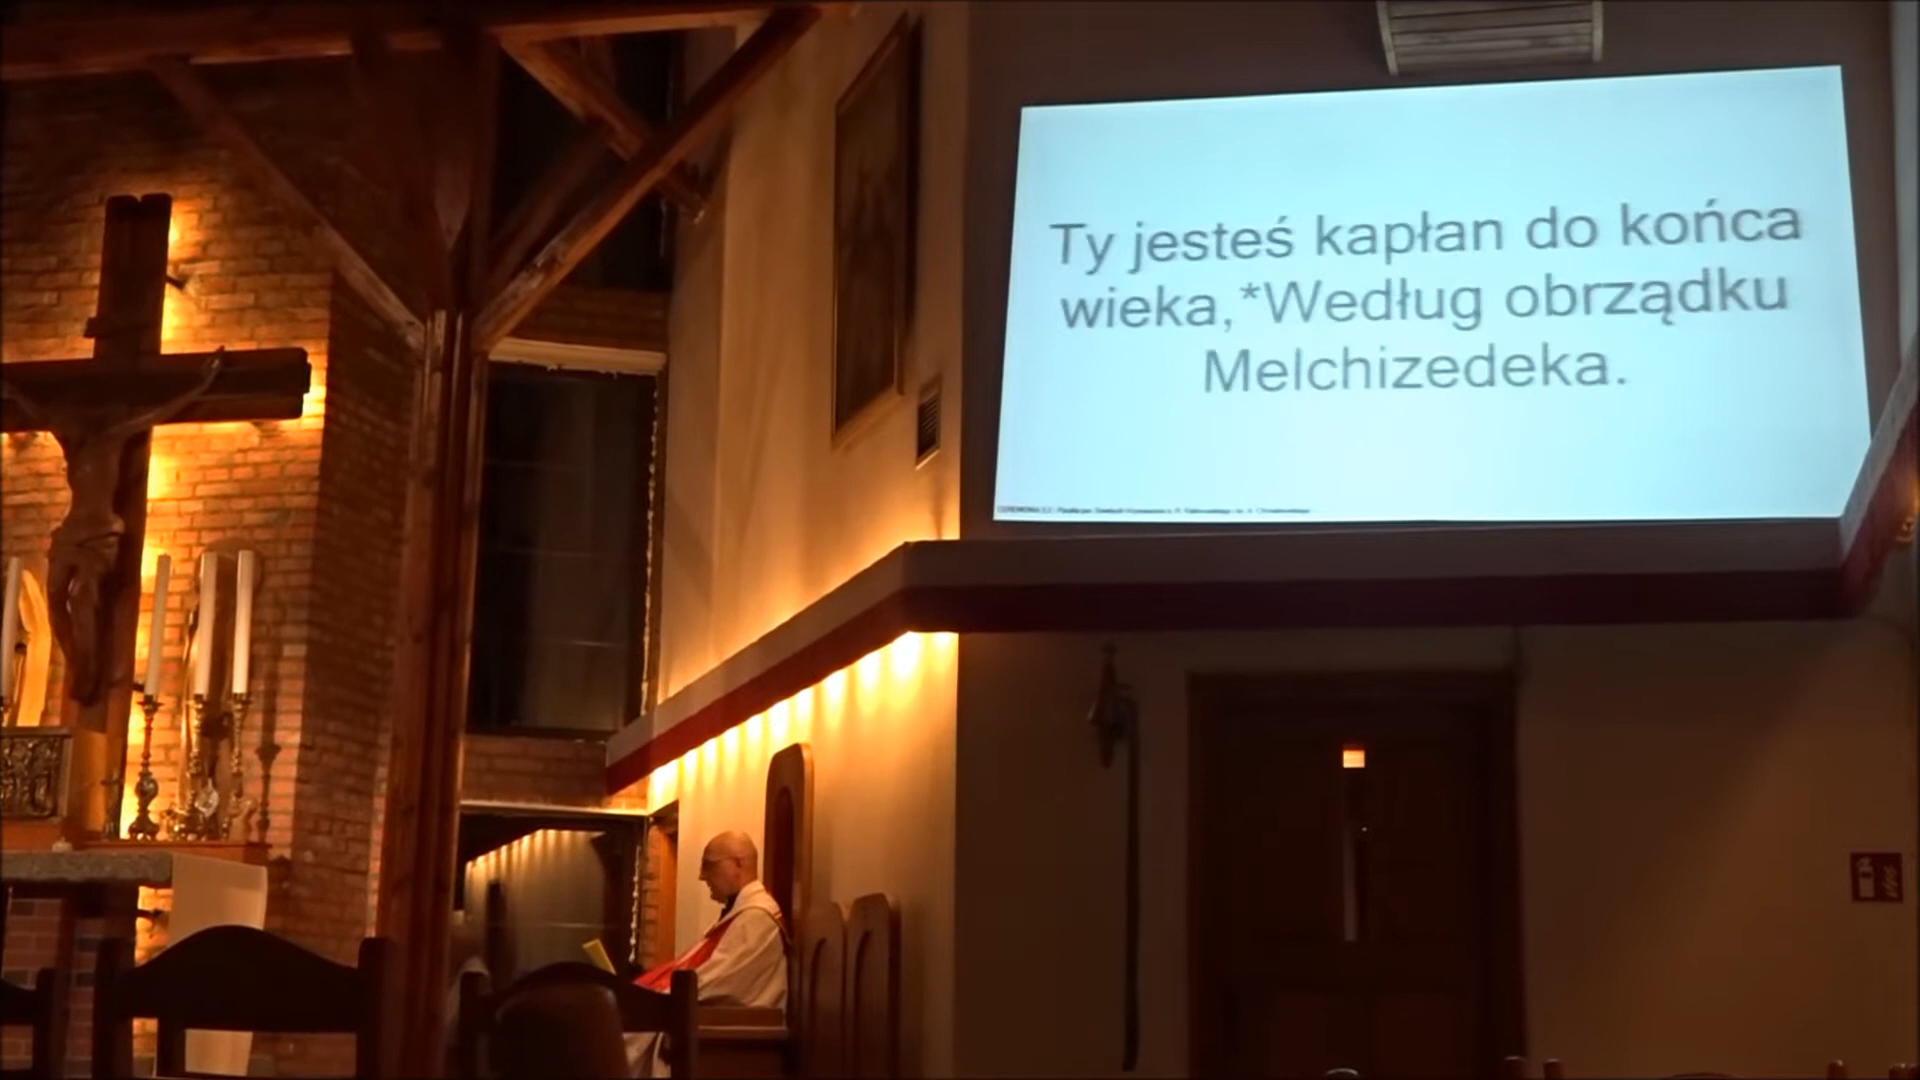 Ty jesteś kapłan do końca
wieka,*Według obrządku
Melchizedeka.